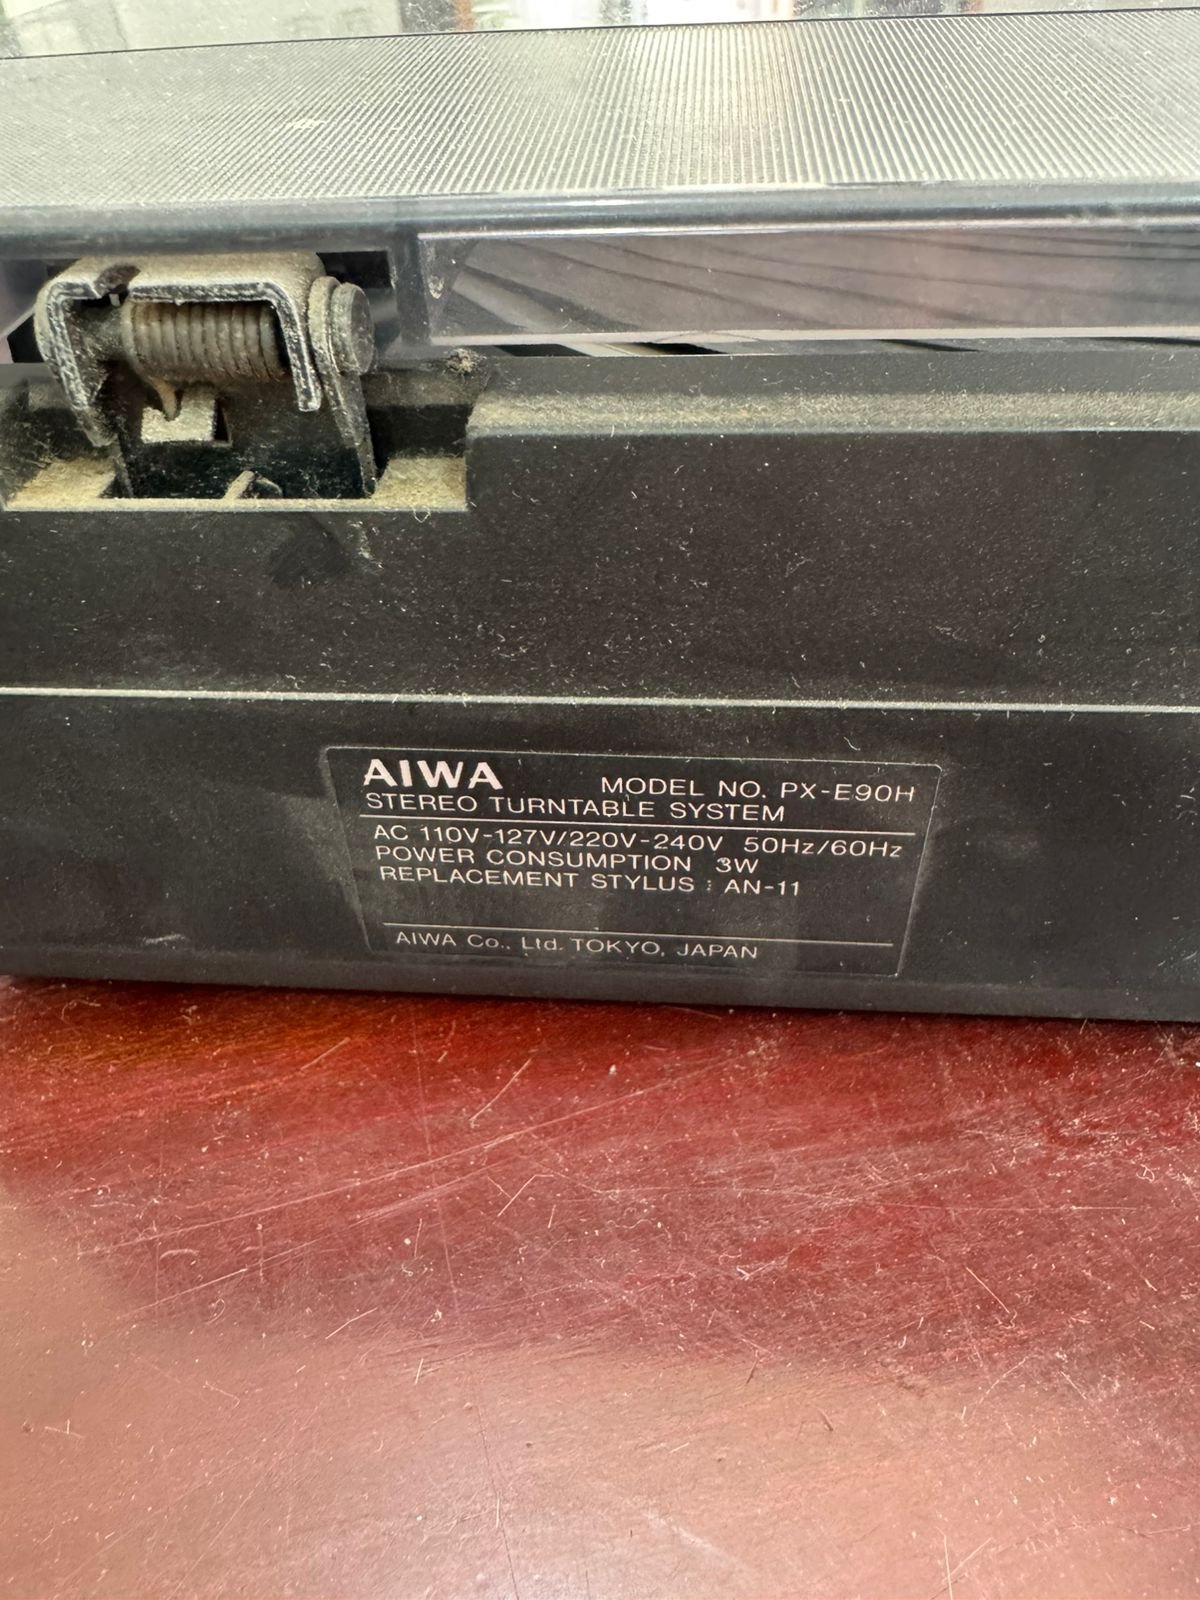 AIWA MODEL NO. PX-E90H
STEREO TURNTABLE SYSTEM
AC 110V-127V/220V-240V 50Hz/60Hz
POWER CONSUMPTION 3W
REPLACEMENT STYLUS : AN-11
AIWA Co., Ltd. TOKYO, JAPAN